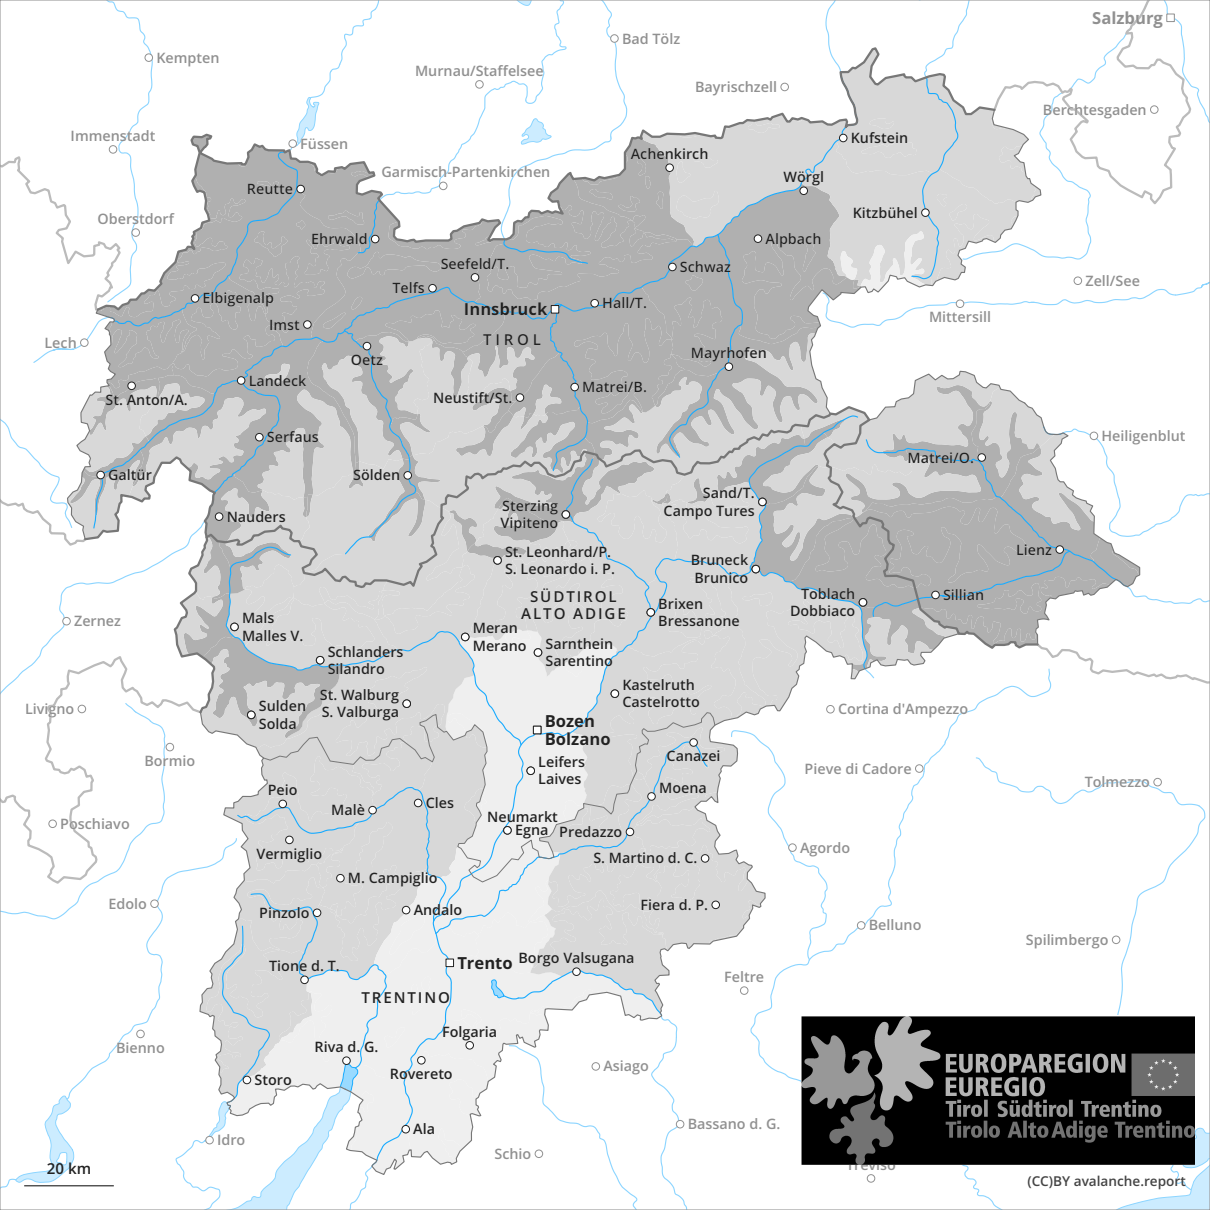 Salzburg
Kempten
Bad Tölz
Murnau/Staffelsee
Bayrischzell
Berchtesgaden
Immenstadt
Füssen
Kufstein
Achenkirch
Garmisch-Partenkirchen
Wörgl
Reutte
Oberstdorf
Kitzbühel
Ehrwald
Alpbach
Seefeld/T.
Schwaz
Zell/See
Telfs
Elbigenalp
Hall/T.
Innsbruck
Mittersill
Imst
TIROL
Lech
Oetz
Mayrhofen
Landeck
Matrei/B.
St. Anton/A.
Neustift/St.
Serfaus
Heiligenblut
Matrei/O.
Galtür
Sölden
Sand/T.
Campo Tures
Sterzing
Vipiteno
Nauders
St. Leonhard/P.
S. Leonardo i. P.
Lienz
Bruneck
Brunico
SÜDTIROL
ALTO ADIGE
Toblach
Dobbiaco
Sillian
Brixen
Bressanone
Zernez
Mals
Malles V.
Meran
Merano
Sarnthein
Sarentino
Schlanders
Silandro
Kastelruth
Castelrotto
St. Walburg
S. Valburga
Sulden
Solda
Livigno
Cortina d'Ampezzo
Bozen
Bolzano
Bormio
Canazei
Leifers
Laives
Pieve di Cadore
Tolmezzo
Peio
Moena
Malè
Cles
Neumarkt
Egna
Poschiavo
Predazzo
Vermiglio
S. Martino d. C.
Agordo
M. Campiglio
Edolo
Pinzolo
Andalo
Fiera d. P.
Belluno
Spilimbergo
Trento
Borgo Valsugana
Tione d. T.
Feltre
TRENTINO
Folgaria
Bienno
Riva d. G.
Rovereto
Asiago
Storo
EUROPAREGION
EUREGIO
Tirol Südtirol Trentino
Tirolo Alto Adige Trentino
Idro
Ala
Bassano d. G.
Schio
Treviso
20 km
(CC)BY avalanche.report